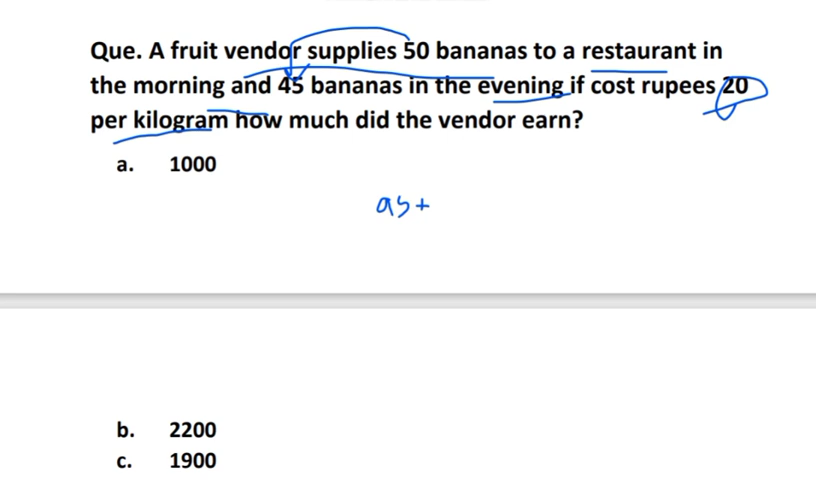 Que. A fruit vendor supplies 50 bananas to a restaurant in
the morning and 45 bananas in the evening if cost rupees 20
per kilogram how much did the vendor earn?
a. 1000
95+
b. 2200
c. 1900